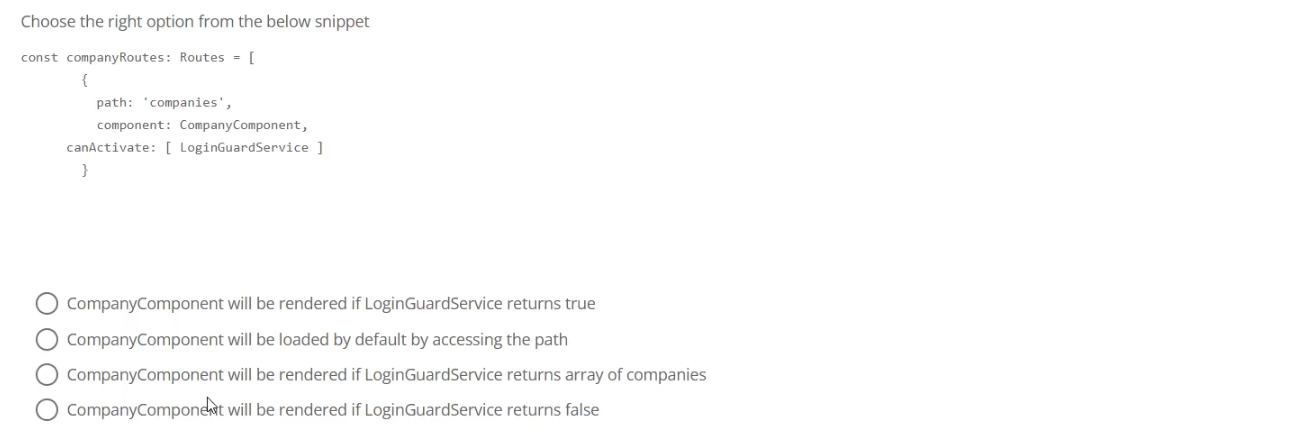 Choose the right option from the below snippet
const companyRoutes: Routes = [
{
path: 'companies',
component: CompanyComponent,
canActivate: [ LoginGuardService ]
}
CompanyComponent will be rendered if LoginGuardService returns true
CompanyComponent will be loaded by default by accessing the path
CompanyComponent will be rendered if LoginGuardService returns array of companies
CompanyComponent will be rendered if LoginGuardService returns false